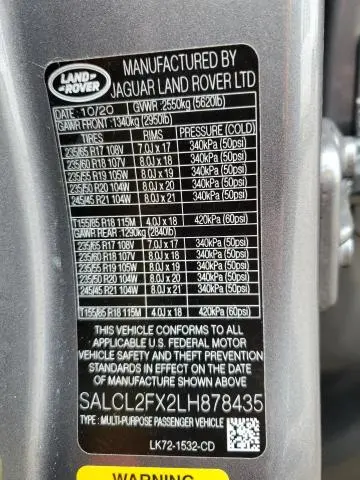 LAND
ROVER
MANUFACTURED BY
JAGUAR LAND ROVER LTD
DATE: 10/20 GVWR :2550kg (5620lb)
GAWR FRONT :1340kg (2950lb)
TIRES RIMS PRESSURE (COLD)
235/65 R17 108V 7.0J x 17 340kPa (50psi)
235/60 R18 107V 8.0J x 18 340kPa (50psi)
235/55 R19 105W 8.0J x 19 340kPa (50psi)
235/50 R20 104W 8.0J x 20 340kPa (50psi)
245/45 R21 104W 8.0J x 21 340kPa (50psi)
T155/85 R18 115M 4.0J x 18 420kPa (60psi)
GAWR REAR :1290kg (2840lb)
235/65 R17 108V 7.0J x 17 340kPa (50psi)
235/60 R18 107V 8.0J x 18 340kPa (50psi)
235/55 R19 105W 8.0J x 19 340kPa (50psi)
235/50 R20 104W 8.0J x 20 340kPa (50psi)
245/45 R21 104W 8.0J x 21 340kPa (50psi)
T155/85 R18 115M 4.0J x 18 420kPa (60psi)
THIS VEHICLE CONFORMS TO ALL
APPLICABLE U.S. FEDERAL MOTOR
VEHICLE SAFETY AND THEFT PREVENTION
STANDARDS IN EFFECT ON THE DATE OF
MANUFACTURE SHOWN ABOVE
SALCL2FX2LH878435
TYPE : MULTI-PURPOSE PASSENGER VEHICLE
LK72-1532-CD
WARNING